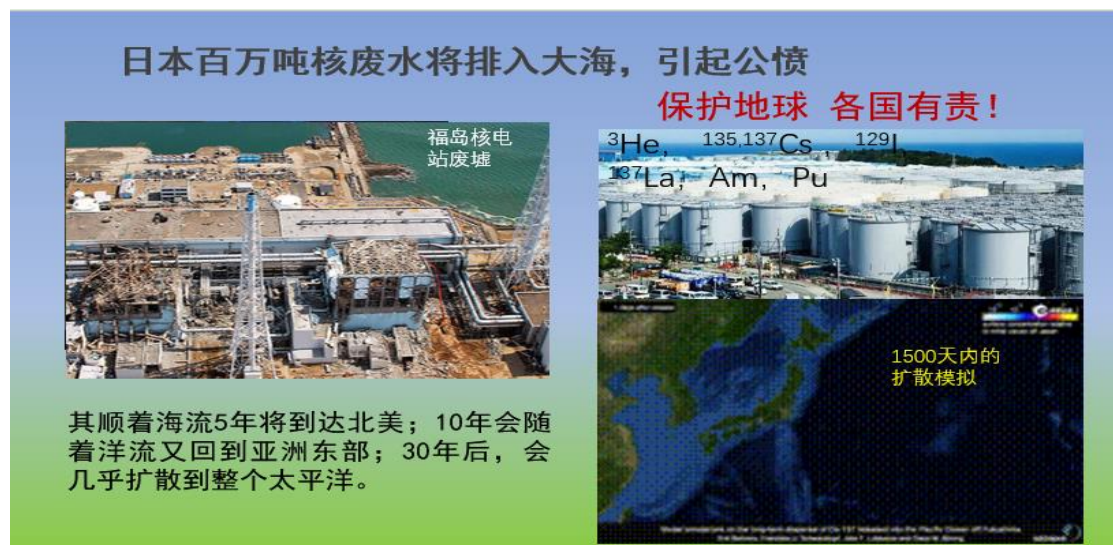 日本百万吨核废水将排入大海，引起公愤
保护地球 各国有责！
福岛核电
站废墟
³He, ¹³⁵,¹³⁷Cs ¹²⁹I,
¹³⁷La, Am, Pu
1500天内的
扩散模拟
其顺着海流5年将到达北美；10年会随
着洋流又回到亚洲东部；30年后，会
几乎扩散到整个太平洋。